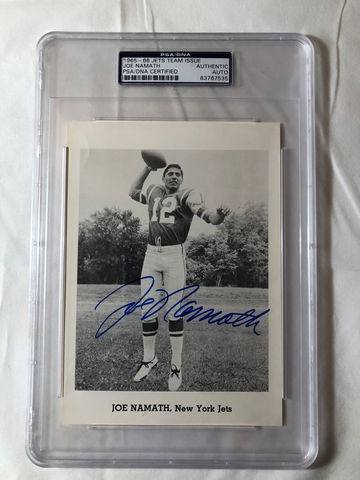 PSA/DNA
1965 - 66 JETS TEAM ISSUE
JOE NAMATH AUTHENTIC
PSA/DNA CERTIFIED AUTO
83767535
12
Joe Namath
JOE NAMATH, New York Jets